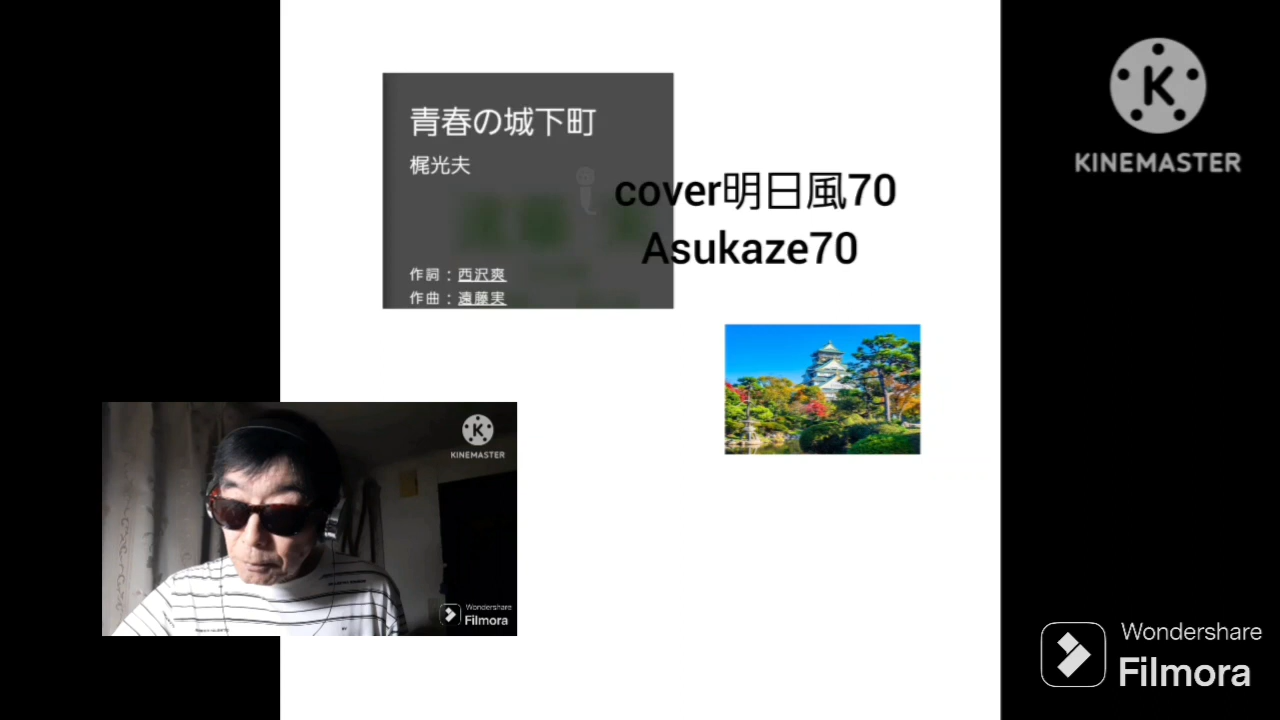 青春の城下町
梶光夫
作詞：西沢爽
作曲：遠藤実
cover明日風70
Asukaze70
KINEMASTER
KINEMASTER
Wondershare
Filmora
Wondershare
Filmora